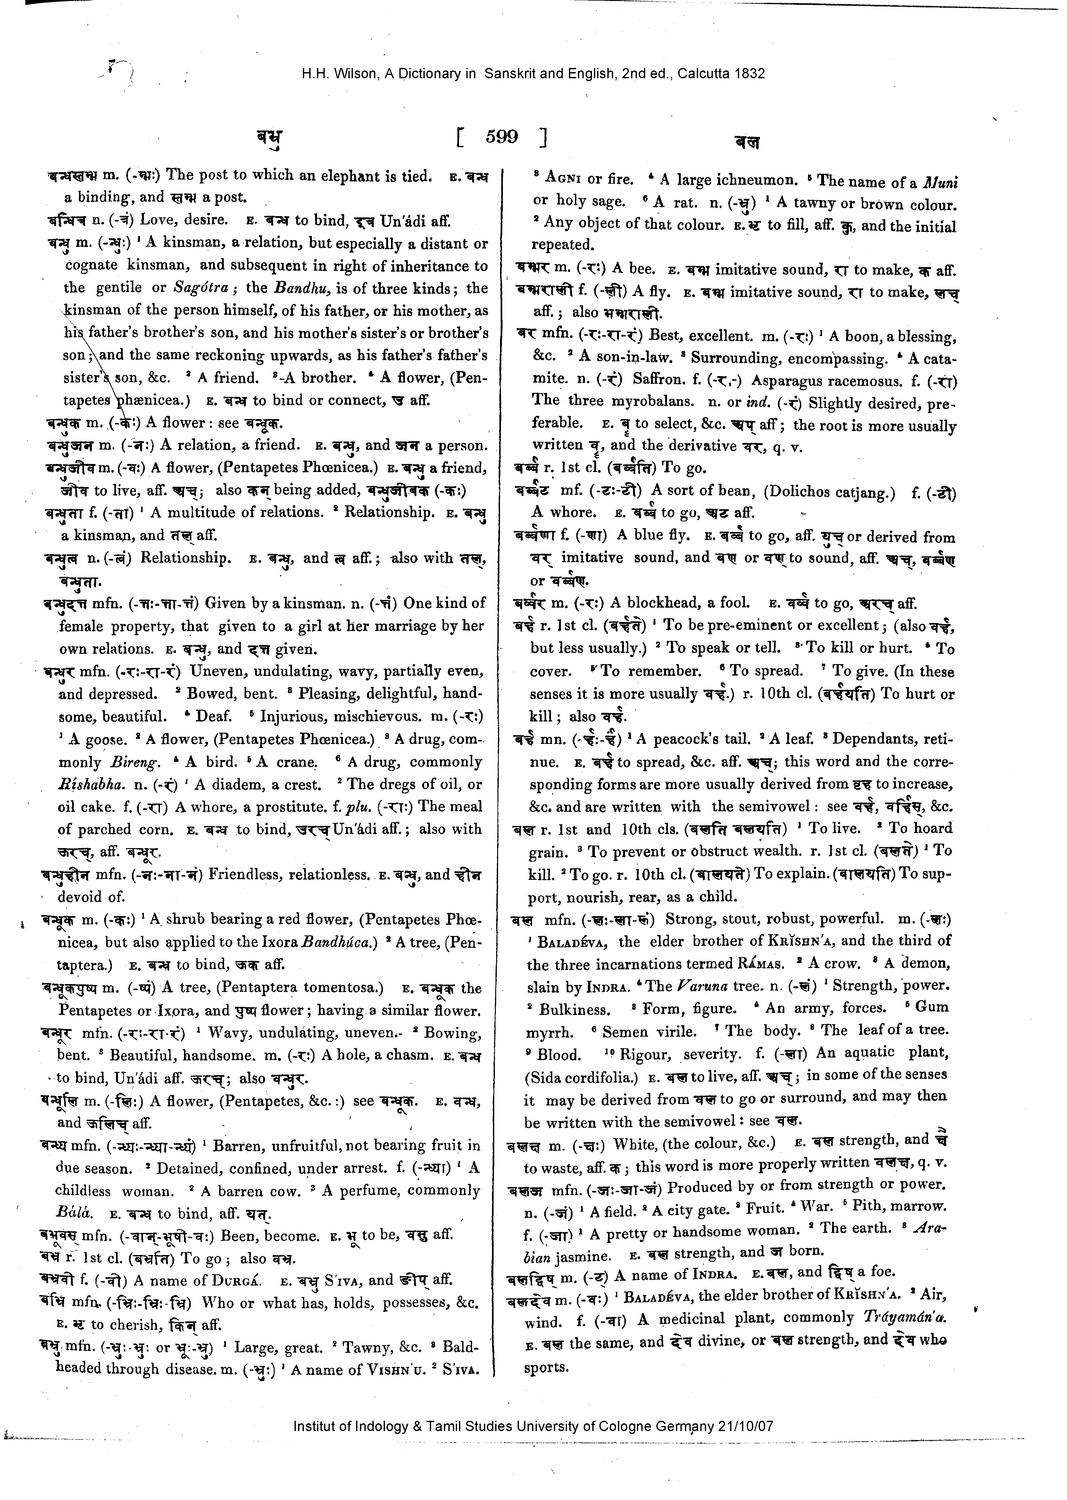 H.H. Wilson, A Dictionary in Sanskrit and English, 2nd ed., Calcutta 1832
बभ्रु [ 599 ] बल
बन्धस्तम्भ m. (-म्भः) The post to which an elephant is tied. E. बन्ध
a binding, and स्तम्भ a post.
बन्धित्र n. (-त्रं) Love, desire. E. बन्ध to bind, इत्र Un'ádi aff.
बन्धु m. (-न्धुः) ¹ A kinsman, a relation, but especially a distant or
cognate kinsman, and subsequent in right of inheritance to
the gentile or Sagótra; the Bandhu, is of three kinds; the
kinsman of the person himself, of his father, or his mother, as
his father's brother's son, and his mother's sister's or brother's
son; and the same reckoning upwards, as his father's father's
sister's son, &c. ² A friend. ³ A brother. ⁴ A flower, (Pen-
tapetes phœnicea.) E. बन्ध to bind or connect, उ aff.
बन्धुक m. (-कः) A flower: see बन्धूक.
बन्धुजन m. (-नः) A relation, a friend. E. बन्धु, and जन a person.
बन्धुजीव m. (-वः) A flower, (Pentapetes Phœnicea.) E. बन्धु a friend,
जीव to live, aff. अच्; also कन् being added, बन्धुजीवक (-कः)
बन्धुता f. (-ता) ¹ A multitude of relations. ² Relationship. E. बन्धु
a kinsman, and तल् aff.
बन्धुत्व n. (-त्वं) Relationship. E. बन्धु, and त्व aff.; also with तल्,
बन्धुता.
बन्धुदत्त mfn. (-त्तः-त्ता-त्तं) Given by a kinsman. n. (-त्तं) One kind of
female property, that given to a girl at her marriage by her
own relations. E. बन्धु, and दत्त given.
बन्धुर mfn. (-रः-रा-रं) Uneven, undulating, wavy, partially even,
and depressed. ² Bowed, bent. ³ Pleasing, delightful, hand-
some, beautiful. ⁴ Deaf. ⁵ Injurious, mischievous. m. (-रः)
¹ A goose. ² A flower, (Pentapetes Phœnicea.) ³ A drug, com-
monly Bireng. ⁴ A bird. ⁵ A crane. ⁶ A drug, commonly
Rishabha. n. (-रं) ¹ A diadem, a crest. ² The dregs of oil, or
oil cake. f. (-रा) A whore, a prostitute. f. plu. (-राः) The meal
of parched corn. E. बन्ध to bind, उरच् Un'ádi aff.; also with
ऊरच्, aff. बन्धूर.
बन्धुहीन mfn. (-नः-ना-नं) Friendless, relationless. E. बन्धु, and हीन
devoid of.
बन्धूक m. (-कः) ¹ A shrub bearing a red flower, (Pentapetes Phœ-
nicea, but also applied to the Ixora Bandhúca.) ² A tree, (Pen-
taptera.) E. बन्ध to bind, ऊक aff.
बन्धूकपुष्प m. (-ष्पं) A tree, (Pentaptera tomentosa.) E. बन्धूक the
Pentapetes or Ixora, and पुष्प flower; having a similar flower.
बन्धूर mfn. (-रः-रा-रं) ¹ Wavy, undulating, uneven. ² Bowing,
bent. ³ Beautiful, handsome. m. (-रः) A hole, a chasm. E. बन्ध
to bind, Un'ádi aff. ऊरच्; also बन्धुर.
बन्धूलि m. (-लिः) A flower, (Pentapetes, &c.:) see बन्धूक. E. बन्ध,
and ऊलिच् aff.
बन्ध्य mfn. (-न्ध्यः-न्ध्या-न्ध्यं) ¹ Barren, unfruitful, not bearing fruit in
due season. ² Detained, confined, under arrest. f. (-न्ध्या) ¹ A
childless woman. ² A barren cow. ³ A perfume, commonly
Bálá. E. बन्ध to bind, aff. यत्.
बभूवस् mfn. (-वान्-भूषी-वः) Been, become. E. भू to be, वसु aff.
बभ्र r. 1st cl. (बभ्रति) To go; also वभ्र.
बभ्रवी f. (-वी) A name of DURGÁ. E. बभ्रु S'IVA, and ङीप् aff.
बभ्रि mfn. (-भ्रिः-भ्रिः-भ्रि) Who or what has, holds, possesses, &c.
E. भृ to cherish, किन् aff.
बभ्रु mfn. (-भ्रुः-भ्रुः or भ्रूः-भ्रु) ¹ Large, great. ² Tawny, &c. ³ Bald-
headed through disease. m. (-भ्रुः) ¹ A name of VISHN'U. ² S'IVA.
³ AGNI or fire. ⁴ A large ichneumon. ⁵ The name of a Muni
or holy sage. ⁶ A rat. n. (-भ्रु) ¹ A tawny or brown colour.
² Any object of that colour. E. भृ to fill, aff. कु, and the initial
repeated.
बम्भर m. (-रः) A bee. E. बम्भ imitative sound, रा to make, क aff.
बम्भराली f. (-ली) A fly. E. बम्भ imitative sound, रा to make, लच्
aff.; also भम्भराली.
बर mfn. (-रः-रा-रं) Best, excellent. m. (-रः) ¹ A boon, a blessing,
&c. ² A son-in-law. ³ Surrounding, encompassing. ⁴ A cata-
mite. n. (-रं) Saffron. f. (-र,-) Asparagus racemosus. f. (-रा)
The three myrobalans. n. or ind. (-रं) Slightly desired, pre-
ferable. E. बृ to select, &c. अप् aff; the root is more usually
written वृ, and the derivative वर, q. v.
बर्ब्ब r. 1st cl. (बर्ब्बति) To go.
बर्ब्बट mf. (-टः-टी) A sort of bean, (Dolichos catjang.) f. (-टी)
A whore. E. बर्ब्ब to go, अट aff.
बर्ब्बणा f. (-णा) A blue fly. E. बर्ब्ब to go, aff. युच् or derived from
वर् imitative sound, and बण or वण् to sound, aff. अच्, बर्ब्बण
or वर्ब्बण.
बर्ब्बर m. (-रः) A blockhead, a fool. E. वर्ब्ब to go, अरच् aff.
बर्ह r. 1st cl. (बर्हते) ¹ To be pre-eminent or excellent; (also वर्ह,
but less usually.) ² To speak or tell. ³ To kill or hurt. ⁴ To
cover. ⁵ To remember. ⁶ To spread. ⁷ To give. (In these
senses it is more usually वर्ह.) r. 10th cl. (बर्हयति) To hurt or
kill; also वर्ह.
बर्ह mn. (-र्हः-र्हं) ¹ A peacock's tail. ² A leaf. ³ Dependants, reti-
nue. E. बर्ह to spread, &c. aff. अच्; this word and the corre-
sponding forms are more usually derived from वृह to increase,
&c. and are written with the semivowel: see वर्ह, वर्हिस्, &c.
बल r. 1st and 10th cls. (बलति बलयति) ¹ To live. ² To hoard
grain. ³ To prevent or obstruct wealth. r. 1st cl. (बलते) ¹ To
kill. ² To go. r. 10th cl. (बालयते) To explain. (बालयति) To sup-
port, nourish, rear, as a child.
बल mfn. (-लः-ला-लं) Strong, stout, robust, powerful. m. (-लः)
¹ BALADÉVA, the elder brother of KRĬSHN'A, and the third of
the three incarnations termed RÁMAS. ² A crow. ³ A demon,
slain by INDRA. ⁴ The Varuna tree. n. (-लं) ¹ Strength, power.
² Bulkiness. ³ Form, figure. ⁴ An army, forces. ⁵ Gum
myrrh. ⁶ Semen virile. ⁷ The body. ⁸ The leaf of a tree.
⁹ Blood. ¹⁰ Rigour, severity. f. (-ला) An aquatic plant,
(Sida cordifolia.) E. बल to live, aff. अच्; in some of the senses
it may be derived from वल to go or surround, and may then
be written with the semivowel: see वल.
बलक्ष m. (-क्षः) White, (the colour, &c.) E. बल strength, and क्षै
to waste, aff. क; this word is more properly written वलक्ष, q. v.
बलज mfn. (-जः-जा-जं) Produced by or from strength or power.
n. (-जं) ¹ A field. ² A city gate. ³ Fruit. ⁴ War. ⁵ Pith, marrow.
f. (-जा) ¹ A pretty or handsome woman. ² The earth. ³ Ara-
bian jasmine. E. बल strength, and ज born.
बलद्विष् m. (-ट्) A name of INDRA. E. बल, and द्विष् a foe.
बलदेव m. (-वः) ¹ BALADÉVA, the elder brother of KRĬSHN'A. ² Air,
wind. f. (-वा) A medicinal plant, commonly Tráyamán'a.
E. बल the same, and देव divine, or बल strength, and देव who
sports.
Institut of Indology & Tamil Studies University of Cologne Germany 21/10/07